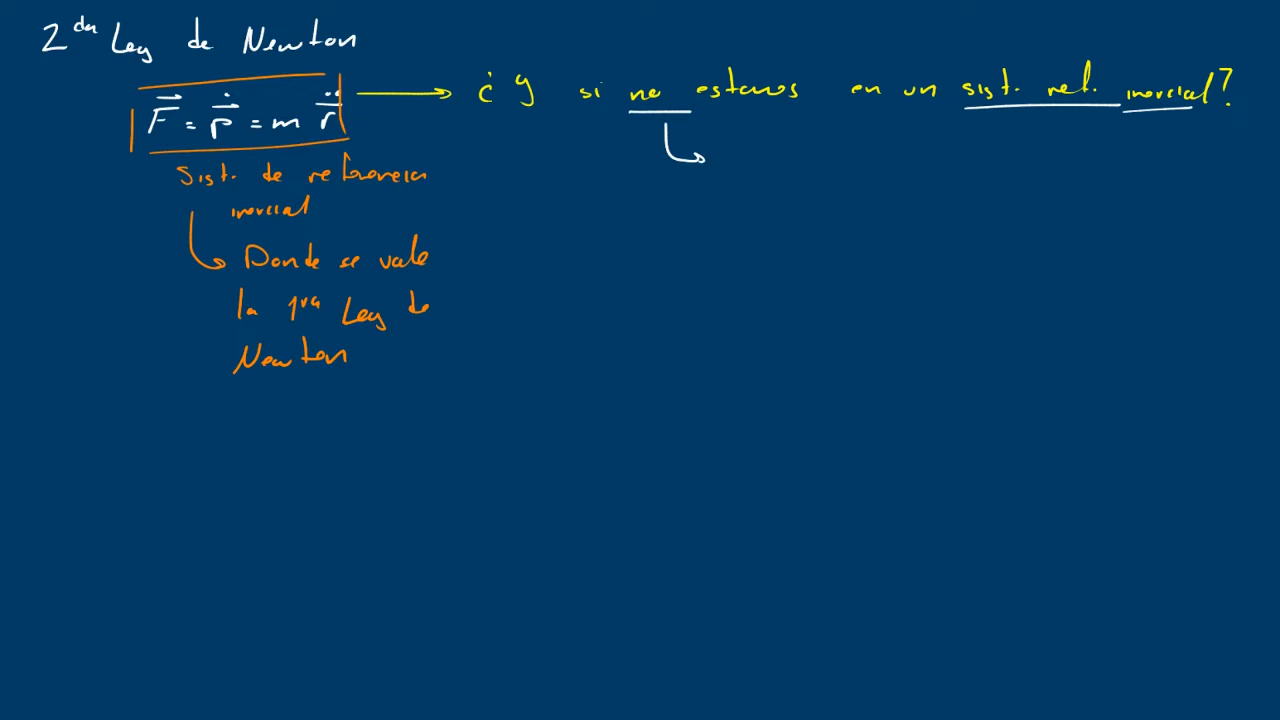 2da Ley de Newton
F = p = m r
¿ Y si no estamos en un sist. ref. inercial?
Sist. de referencia
inercial
Donde se vale
la 1ra Ley de
Newton